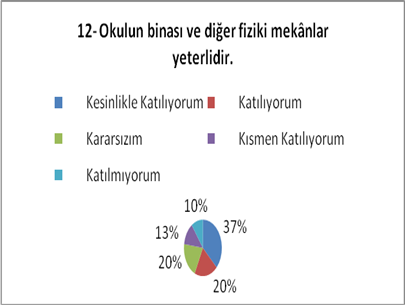 12- Okulun binası ve diğer fiziki mekânlar
yeterlidir.
Kesinlikle Katılıyorum
Katılıyorum
Kararsızım
Kısmen Katılıyorum
Katılmıyorum
10%
13%
37%
20%
20%